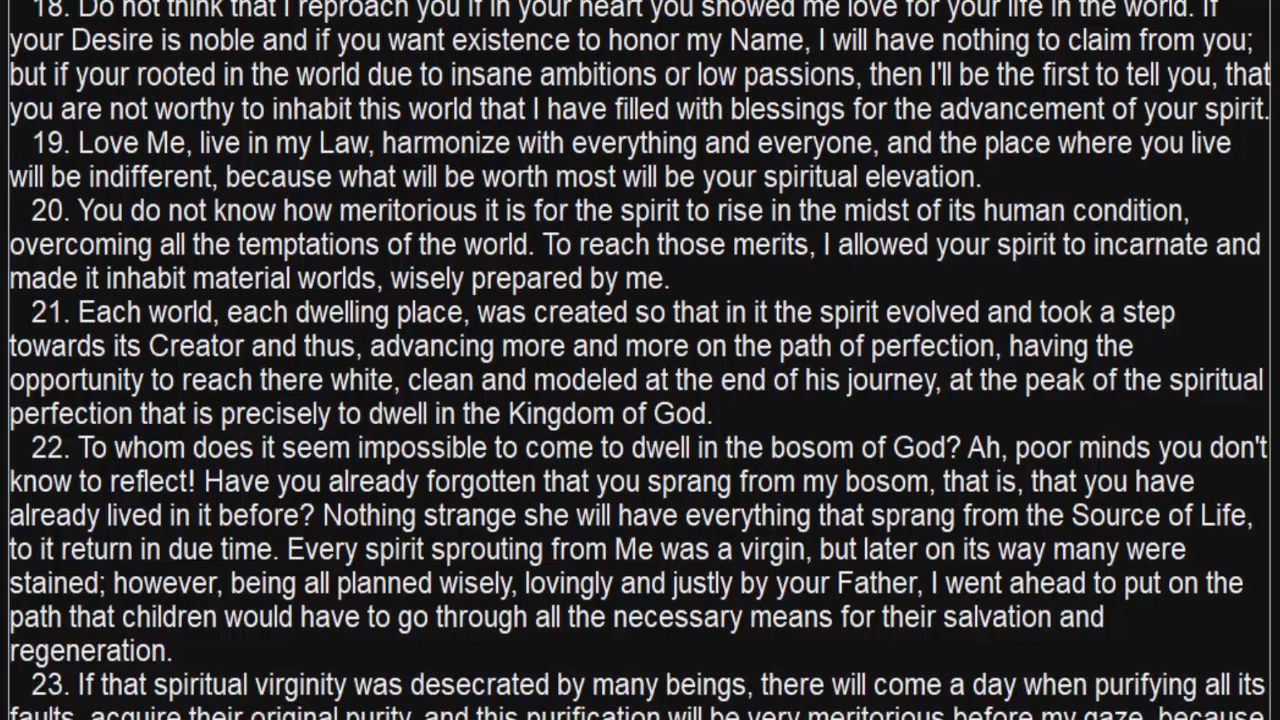 18. Do not think that I reproach you if in your heart you showed me love for your life in the world. If
your Desire is noble and if you want existence to honor my Name, I will have nothing to claim from you;
but if your rooted in the world due to insane ambitions or low passions, then I'll be the first to tell you, that
you are not worthy to inhabit this world that I have filled with blessings for the advancement of your spirit.
19. Love Me, live in my Law, harmonize with everything and everyone, and the place where you live
will be indifferent, because what will be worth most will be your spiritual elevation.
20. You do not know how meritorious it is for the spirit to rise in the midst of its human condition,
overcoming all the temptations of the world. To reach those merits, I allowed your spirit to incarnate and
made it inhabit material worlds, wisely prepared by me.
21. Each world, each dwelling place, was created so that in it the spirit evolved and took a step
towards its Creator and thus, advancing more and more on the path of perfection, having the
opportunity to reach there white, clean and modeled at the end of his journey, at the peak of the spiritual
perfection that is precisely to dwell in the Kingdom of God.
22. To whom does it seem impossible to come to dwell in the bosom of God? Ah, poor minds you don't
know to reflect! Have you already forgotten that you sprang from my bosom, that is, that you have
already lived in it before? Nothing strange she will have everything that sprang from the Source of Life,
to it return in due time. Every spirit sprouting from Me was a virgin, but later on its way many were
stained; however, being all planned wisely, lovingly and justly by your Father, I went ahead to put on the
path that children would have to go through all the necessary means for their salvation and
regeneration.
23. If that spiritual virginity was desecrated by many beings, there will come a day when purifying all its
faults, acquire their original purity, and this purification will be very meritorious before my gaze, because